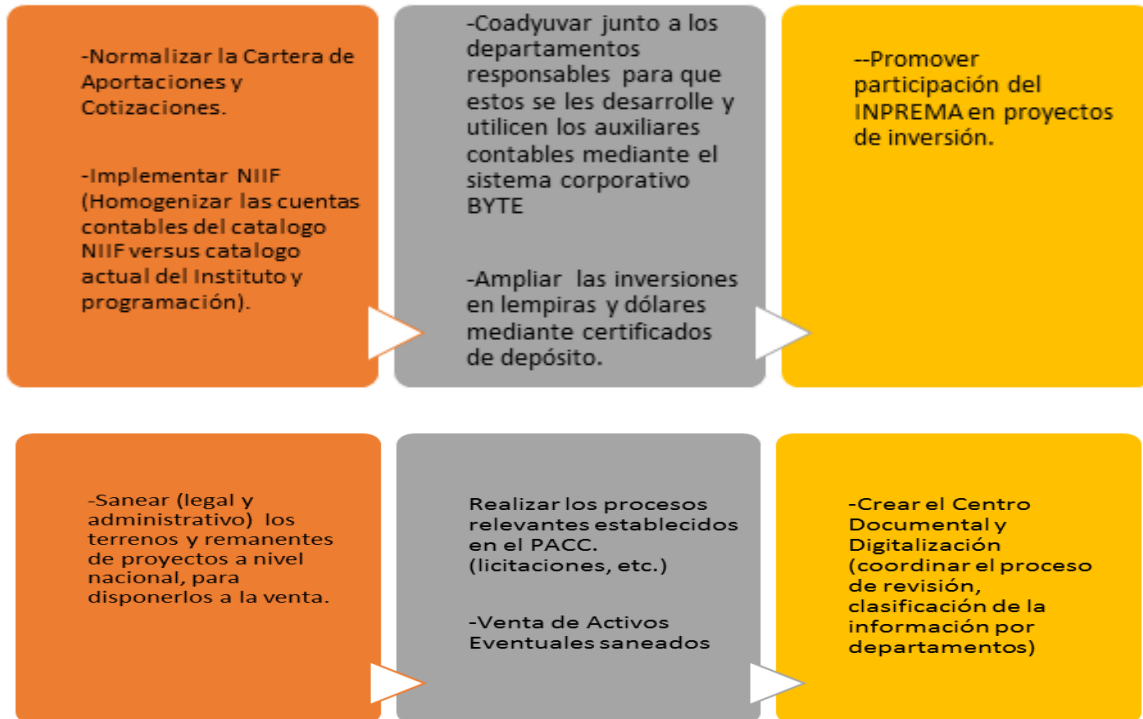 -Normalizar la Cartera de
Aportaciones y
Cotizaciones.
-Implementar NIIF
(Homogenizar las cuentas
contables del catalogo
NIIF versus catalogo
actual del Instituto y
programación).
-Coadyuvar junto a los
departamentos
responsables para que
estos se les desarrolle y
utilicen los auxiliares
contables mediante el
sistema corporativo
BYTE
-Ampliar las inversiones
en lempiras y dólares
mediante certificados
de depósito.
--Promover
participación del
INPREMA en proyectos
de inversión.
-Sanear (legal y
administrativo) los
terrenos y remanentes
de proyectos a nivel
nacional, para
disponerlos a la venta.
Realizar los procesos
relevantes establecidos
en el PACC.
(licitaciones, etc.)
-Venta de Activos
Eventuales saneados
-Crear el Centro
Documental y
Digitalización
(coordinar el proceso
de revisión,
clasificación de la
información por
departamentos)